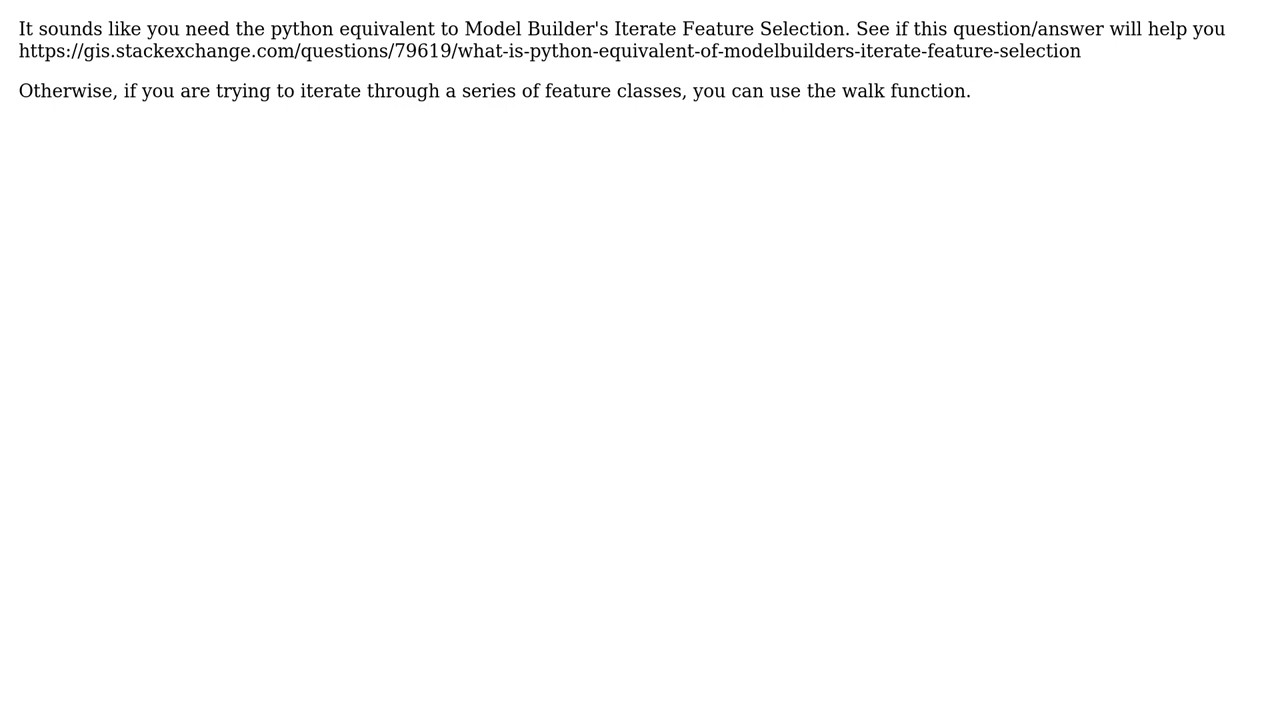 It sounds like you need the python equivalent to Model Builder's Iterate Feature Selection. See if this question/answer will help you
https://gis.stackexchange.com/questions/79619/what-is-python-equivalent-of-modelbuilders-iterate-feature-selection
Otherwise, if you are trying to iterate through a series of feature classes, you can use the walk function.